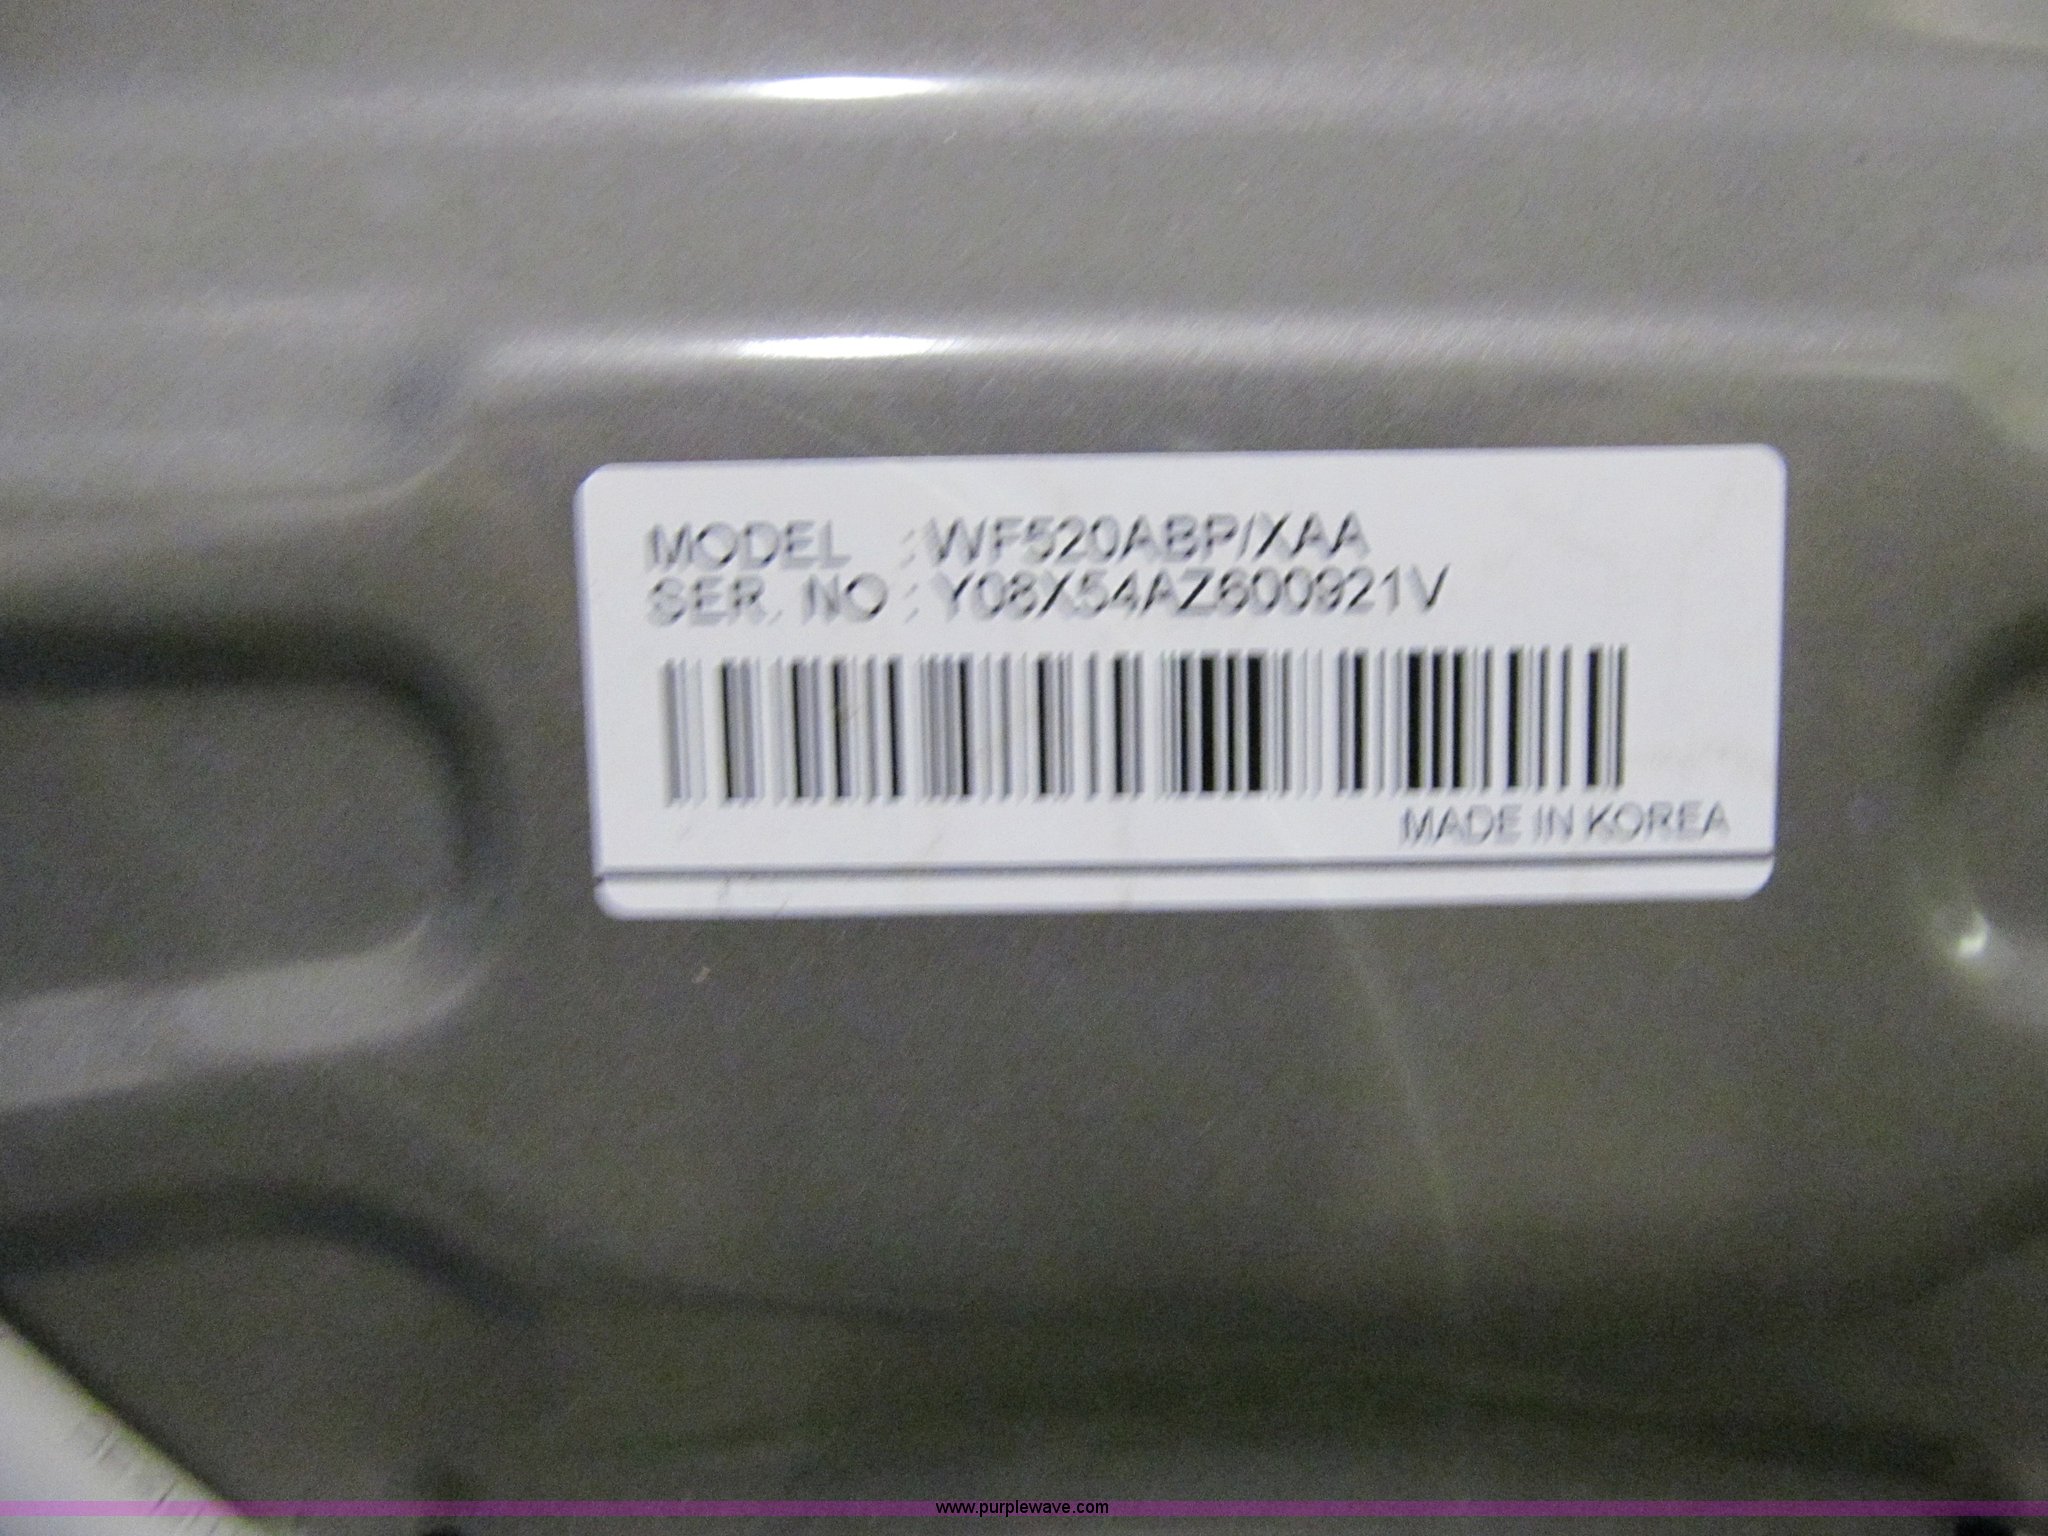 MODEL : WF520ABP/XAA
SER. NO : Y08X54AZ600921V
MADE IN KOREA
www.purplewave.com